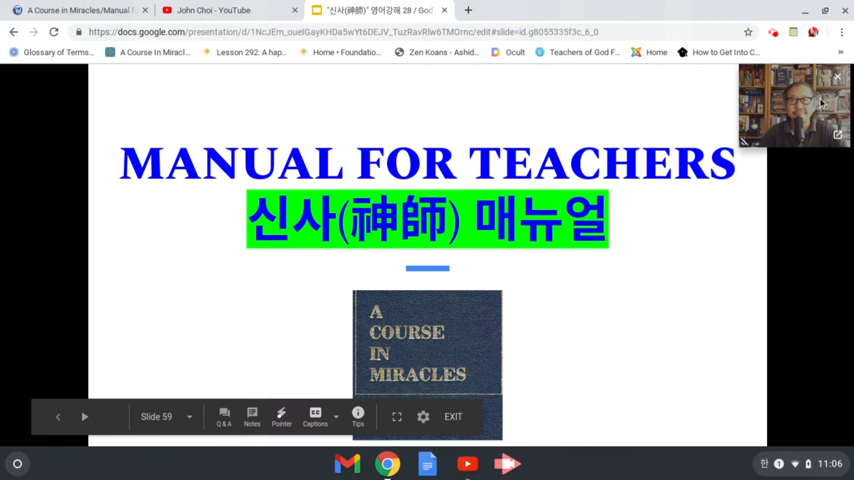 A Course in Miracles/Manual f
John Choi - YouTube
"신사(神師)" 영어강해 28 / God
https://docs.google.com/presentation/d/1NcJEm_oueIGayKHDa5wYt6DEJV_TuzRavRlw6TMOrnc/edit#slide=id.g8055335f3c_6_0
Glossary of Terms...
A Course In Miracl...
Lesson 292: A hap...
Home • Foundatio...
Zen Koans - Ashid...
Ocult
Teachers of God F...
Home
How to Get Into C...
»
MANUAL FOR TEACHERS
신사(神師) 매뉴얼
A
COURSE
IN
MIRACLES
Slide 59
Q & A
Notes
Pointer
Captions
Tips
EXIT
한
1
11:06